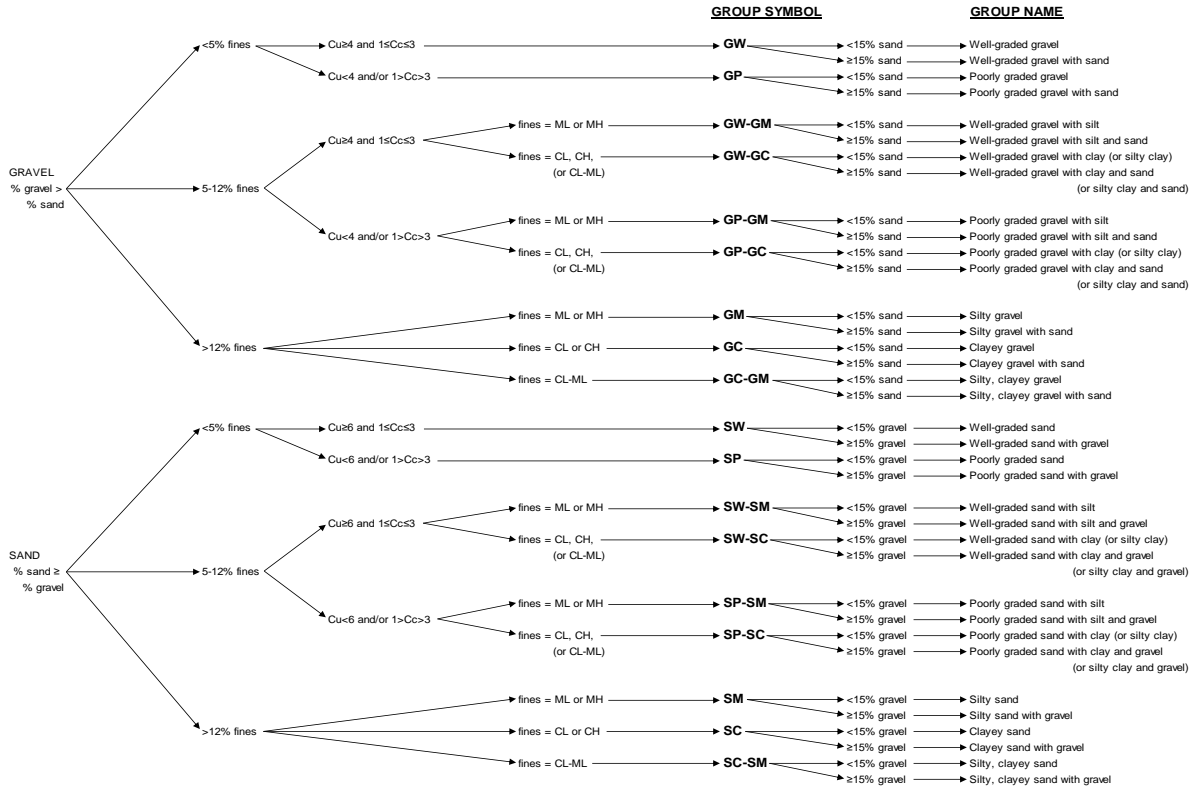 GROUP SYMBOL GROUP NAME
<5% fines Cu≥4 and 1≤Cc≤3 GW <15% sand Well-graded gravel
≥15% sand Well-graded gravel with sand
Cu<4 and/or 1>Cc>3 GP <15% sand Poorly graded gravel
≥15% sand Poorly graded gravel with sand
fines = ML or MH GW-GM <15% sand Well-graded gravel with silt
Cu≥4 and 1≤Cc≤3 ≥15% sand Well-graded gravel with silt and sand
fines = CL, CH, GW-GC <15% sand Well-graded gravel with clay (or silty clay)
GRAVEL (or CL-ML) ≥15% sand Well-graded gravel with clay and sand
% gravel > 5-12% fines (or silty clay and sand)
% sand
fines = ML or MH GP-GM <15% sand Poorly graded gravel with silt
Cu<4 and/or 1>Cc>3 ≥15% sand Poorly graded gravel with silt and sand
fines = CL, CH, GP-GC <15% sand Poorly graded gravel with clay (or silty clay)
(or CL-ML) ≥15% sand Poorly graded gravel with clay and sand
(or silty clay and sand)
fines = ML or MH GM <15% sand Silty gravel
≥15% sand Silty gravel with sand
>12% fines fines = CL or CH GC <15% sand Clayey gravel
≥15% sand Clayey gravel with sand
fines = CL-ML GC-GM <15% sand Silty, clayey gravel
≥15% sand Silty, clayey gravel with sand
<5% fines Cu≥6 and 1≤Cc≤3 SW <15% gravel Well-graded sand
≥15% gravel Well-graded sand with gravel
Cu<6 and/or 1>Cc>3 SP <15% gravel Poorly graded sand
≥15% gravel Poorly graded sand with gravel
fines = ML or MH SW-SM <15% gravel Well-graded sand with silt
Cu≥6 and 1≤Cc≤3 ≥15% gravel Well-graded sand with silt and gravel
fines = CL, CH, SW-SC <15% gravel Well-graded sand with clay (or silty clay)
SAND (or CL-ML) ≥15% gravel Well-graded sand with clay and gravel
% sand ≥ 5-12% fines (or silty clay and gravel)
% gravel
fines = ML or MH SP-SM <15% gravel Poorly graded sand with silt
Cu<6 and/or 1>Cc>3 ≥15% gravel Poorly graded sand with silt and gravel
fines = CL, CH, SP-SC <15% gravel Poorly graded sand with clay (or silty clay)
(or CL-ML) ≥15% gravel Poorly graded sand with clay and gravel
(or silty clay and gravel)
fines = ML or MH SM <15% gravel Silty sand
≥15% gravel Silty sand with gravel
>12% fines fines = CL or CH SC <15% gravel Clayey sand
≥15% gravel Clayey sand with gravel
fines = CL-ML SC-SM <15% gravel Silty, clayey sand
≥15% gravel Silty, clayey sand with gravel